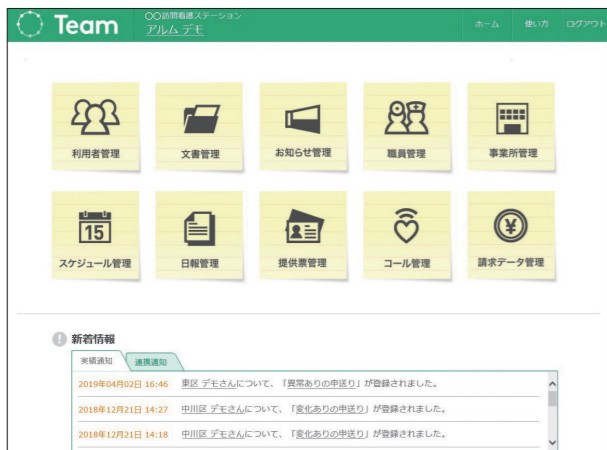 Team
〇〇訪問看護ステーション
アルム デモ
ホーム 使い方 ログアウト
利用者管理 文書管理 お知らせ管理 職員管理 事業所管理
15
スケジュール管理 日報管理 提供票管理 コール管理 請求データ管理
新着情報
実績通知 連携通知
2019年04月02日 16:46 東区 デモさんについて、「異常ありの申送り」が登録されました。
2018年12月21日 14:27 中川区 デモさんについて、「変化ありの申送り」が登録されました。
2018年12月21日 14:18 中川区 デモさんについて、「変化ありの申送り」が登録されました。